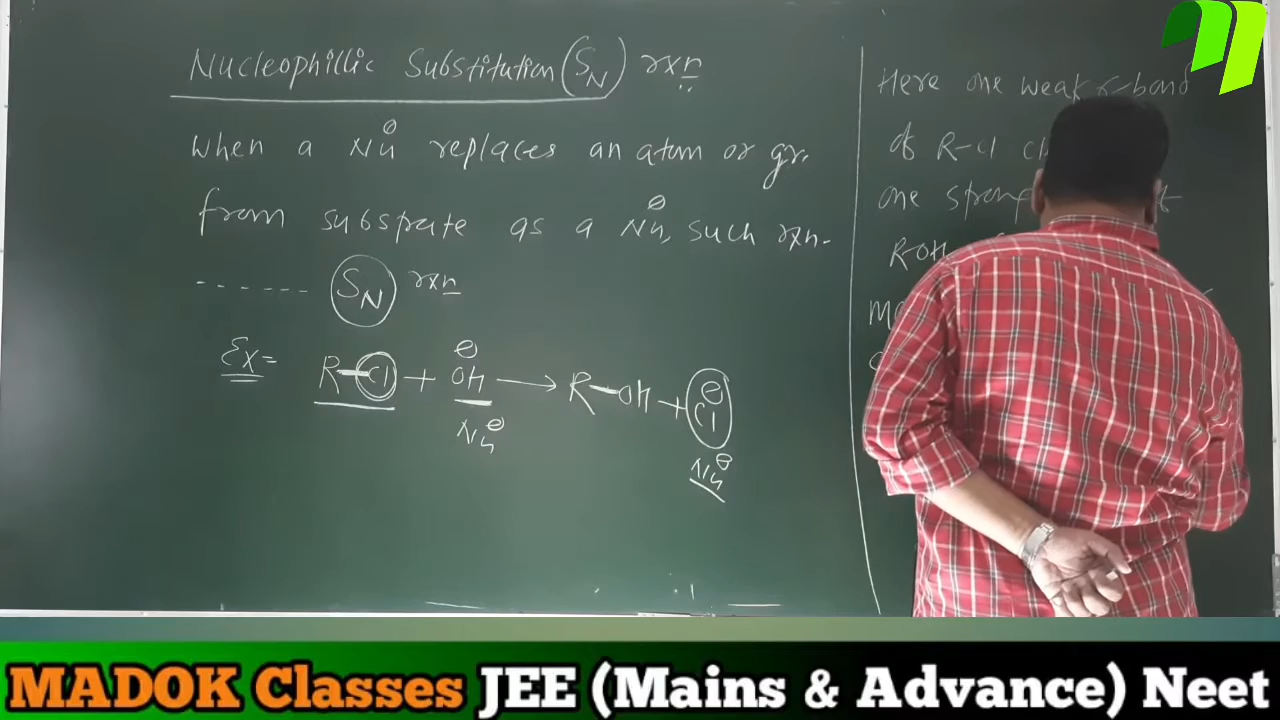 Nucleophillic Substitution (SN) rxn
when a Nu⊖ replaces an atom or gr.
from substrate as a Nu⊖, such rxn.
------ SN rxn
Ex=
R-Cl + OH⊖ → R-OH + Cl⊖
Nu⊖
Nu⊖
Here one weak σ-bond
of R-Cl
one
ROH
MADOK Classes JEE (Mains & Advance) Neet